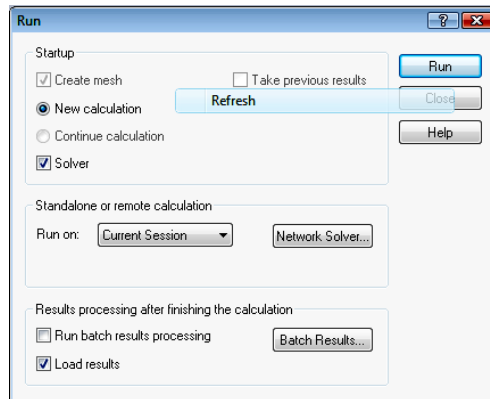 Run
?
Startup
Create mesh
Take previous results
Run
New calculation
Refresh
Close
Continue calculation
Help
Solver
Standalone or remote calculation
Run on: Current Session
Network Solver...
Results processing after finishing the calculation
Run batch results processing
Batch Results...
Load results